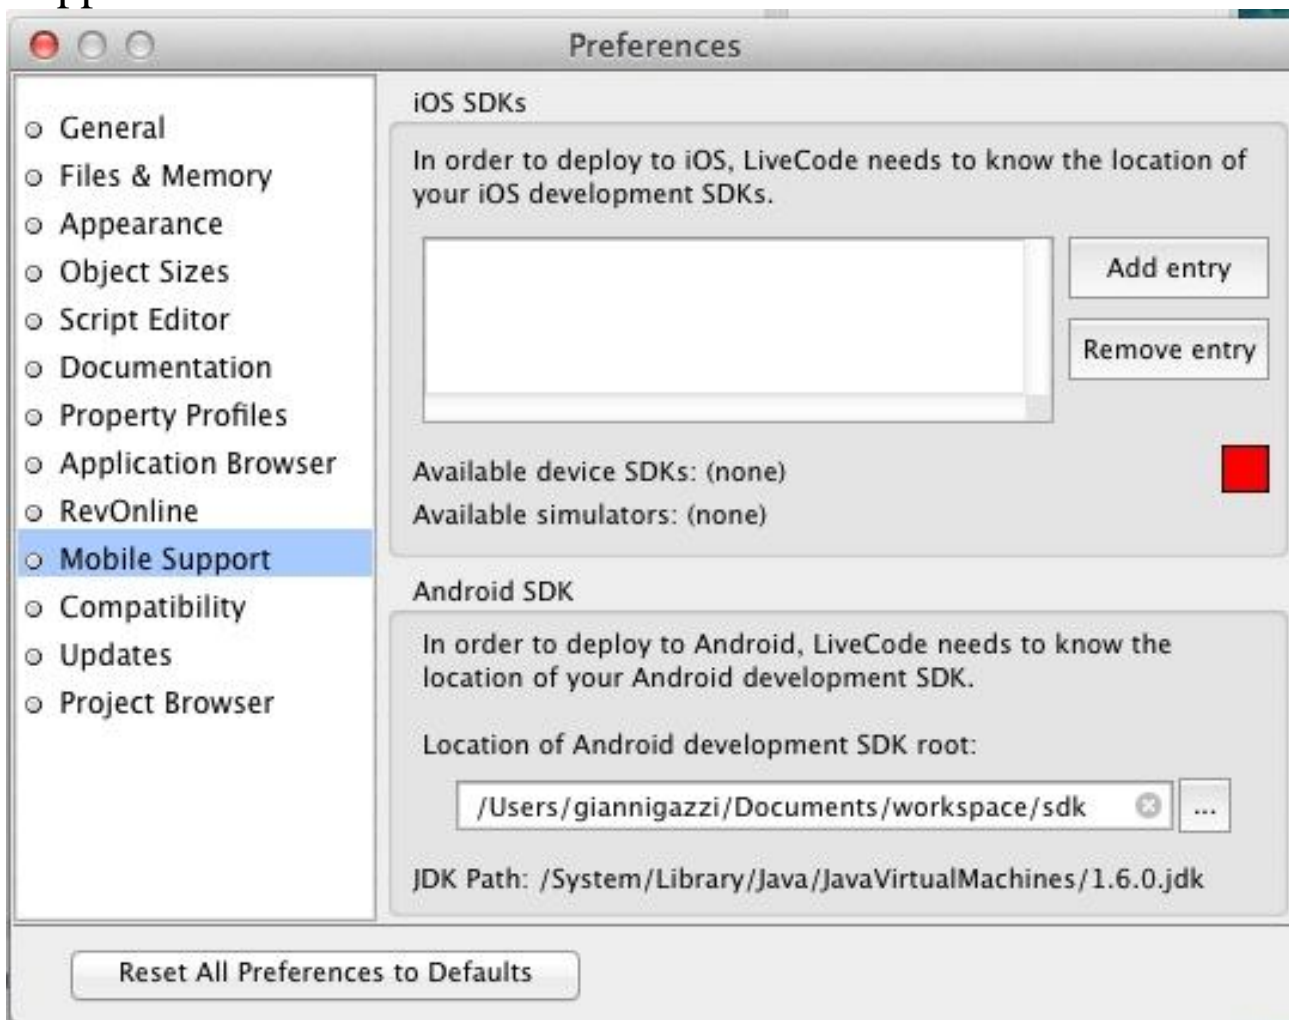 Preferences
General
Files & Memory
Appearance
Object Sizes
Script Editor
Documentation
Property Profiles
Application Browser
RevOnline
Mobile Support
Compatibility
Updates
Project Browser
iOS SDKs
In order to deploy to iOS, LiveCode needs to know the location of
your iOS development SDKs.
Add entry
Remove entry
Available device SDKs: (none)
Available simulators: (none)
Android SDK
In order to deploy to Android, LiveCode needs to know the
location of your Android development SDK.
Location of Android development SDK root:
/Users/giannigazzi/Documents/workspace/sdk
...
JDK Path: /System/Library/Java/JavaVirtualMachines/1.6.0.jdk
Reset All Preferences to Defaults